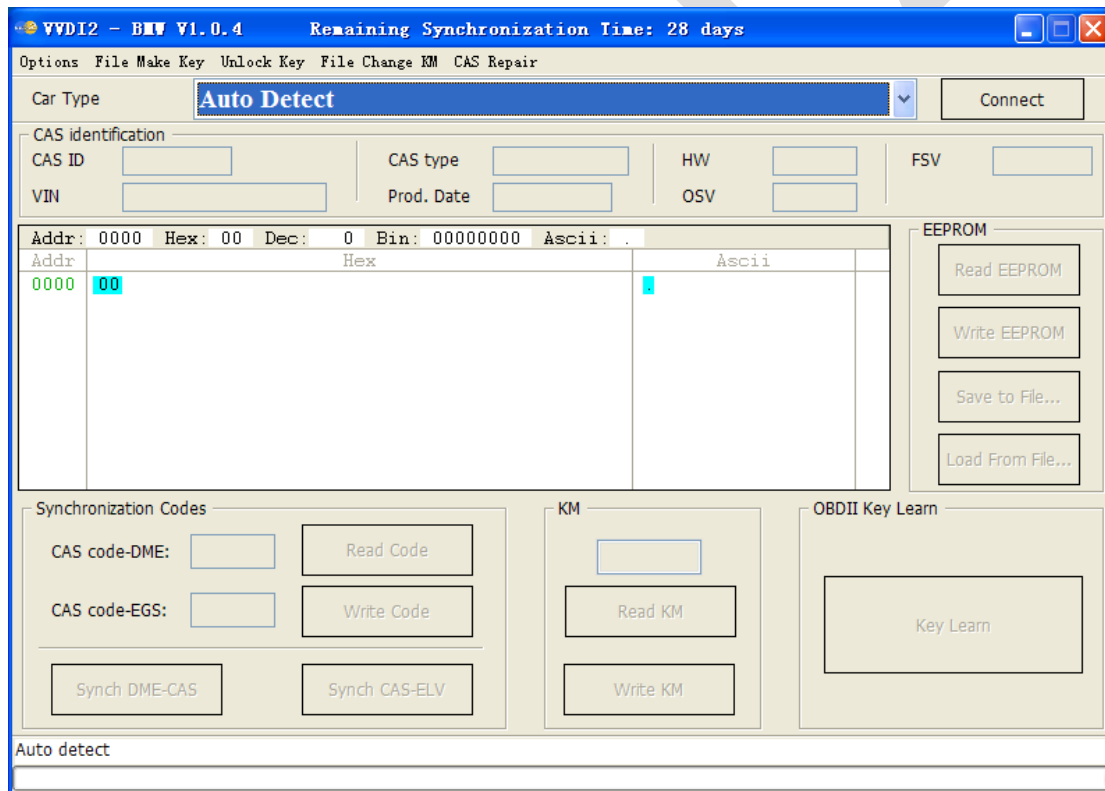 VVDI2 - BMW V1.0.4 Remaining Synchronization Time: 28 days
Options File Make Key Unlock Key File Change KM CAS Repair
Car Type Auto Detect Connect
CAS identification
CAS ID CAS type HW FSV
VIN Prod. Date OSV
Addr: 0000 Hex: 00 Dec: 0 Bin: 00000000 Ascii: .
Addr Hex Ascii
0000 00 .
EEPROM
Read EEPROM
Write EEPROM
Save to File...
Load From File...
Synchronization Codes
CAS code-DME: Read Code
CAS code-EGS: Write Code
Synch DME-CAS Synch CAS-ELV
KM
Read KM
Write KM
OBDII Key Learn
Key Learn
Auto detect